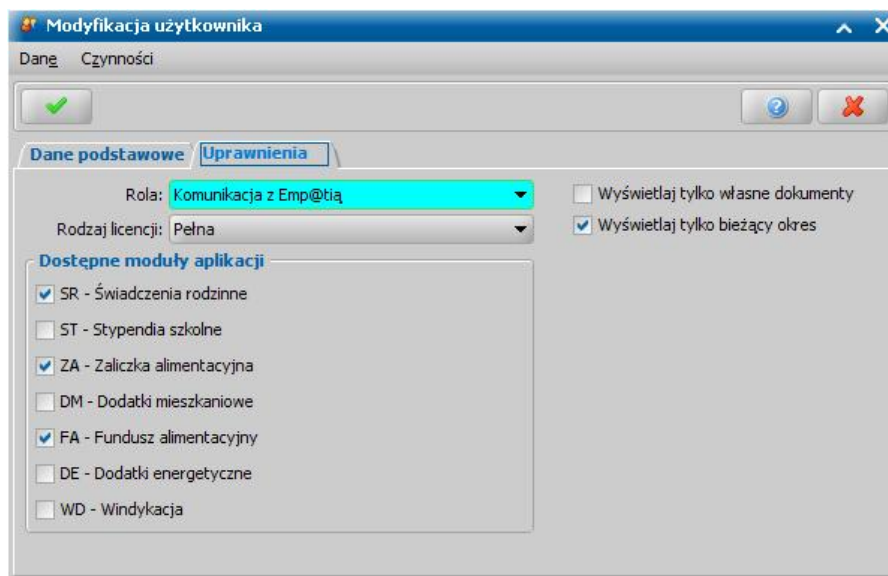 Modyfikacja użytkownika
Dane Czynności
Dane podstawowe Uprawnienia
Rola: Komunikacja z Emp@tią
Wyświetlaj tylko własne dokumenty
Rodzaj licencji: Pełna
Wyświetlaj tylko bieżący okres
Dostępne moduły aplikacji
SR - Świadczenia rodzinne
ST - Stypendia szkolne
ZA - Zaliczka alimentacyjna
DM - Dodatki mieszkaniowe
FA - Fundusz alimentacyjny
DE - Dodatki energetyczne
WD - Windykacja